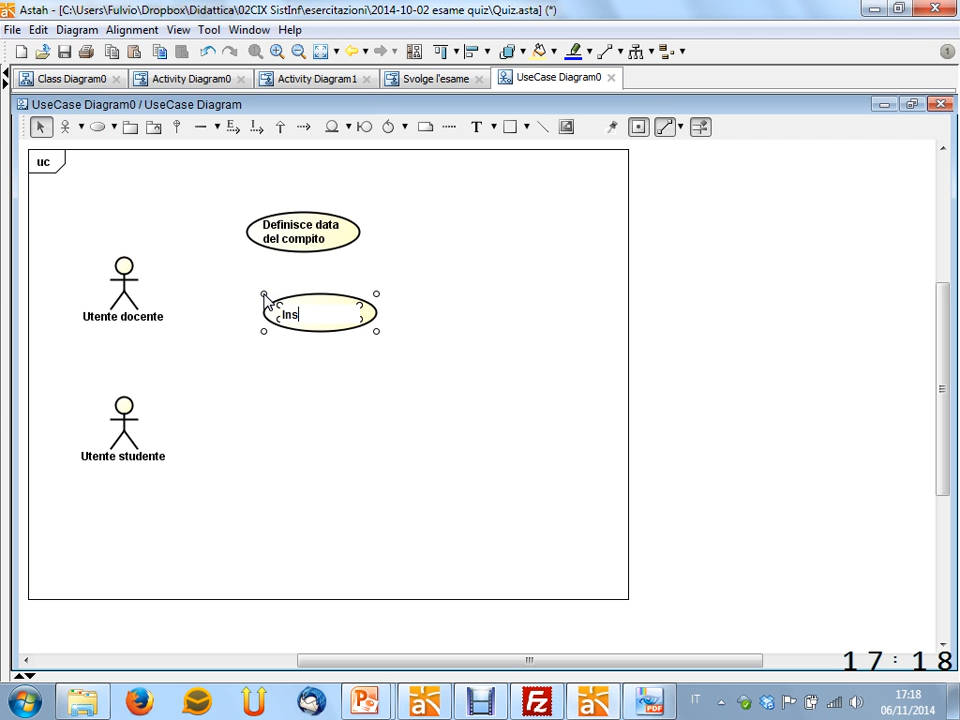 Astah - [C:\Users\Fulvio\Dropbox\Didattica\02CIX SistInf\esercitazioni\2014-10-02 esame quiz\Quiz.asta] (*)
File Edit Diagram Alignment View Tool Window Help
1
Class Diagram0 Activity Diagram0 Activity Diagram1 Svolge l'esame UseCase Diagram0
UseCase Diagram0 / UseCase Diagram
T
uc
Definisce data
del compito
Ins
Utente docente
Utente studente
17:18
IT
17:18
06/11/2014